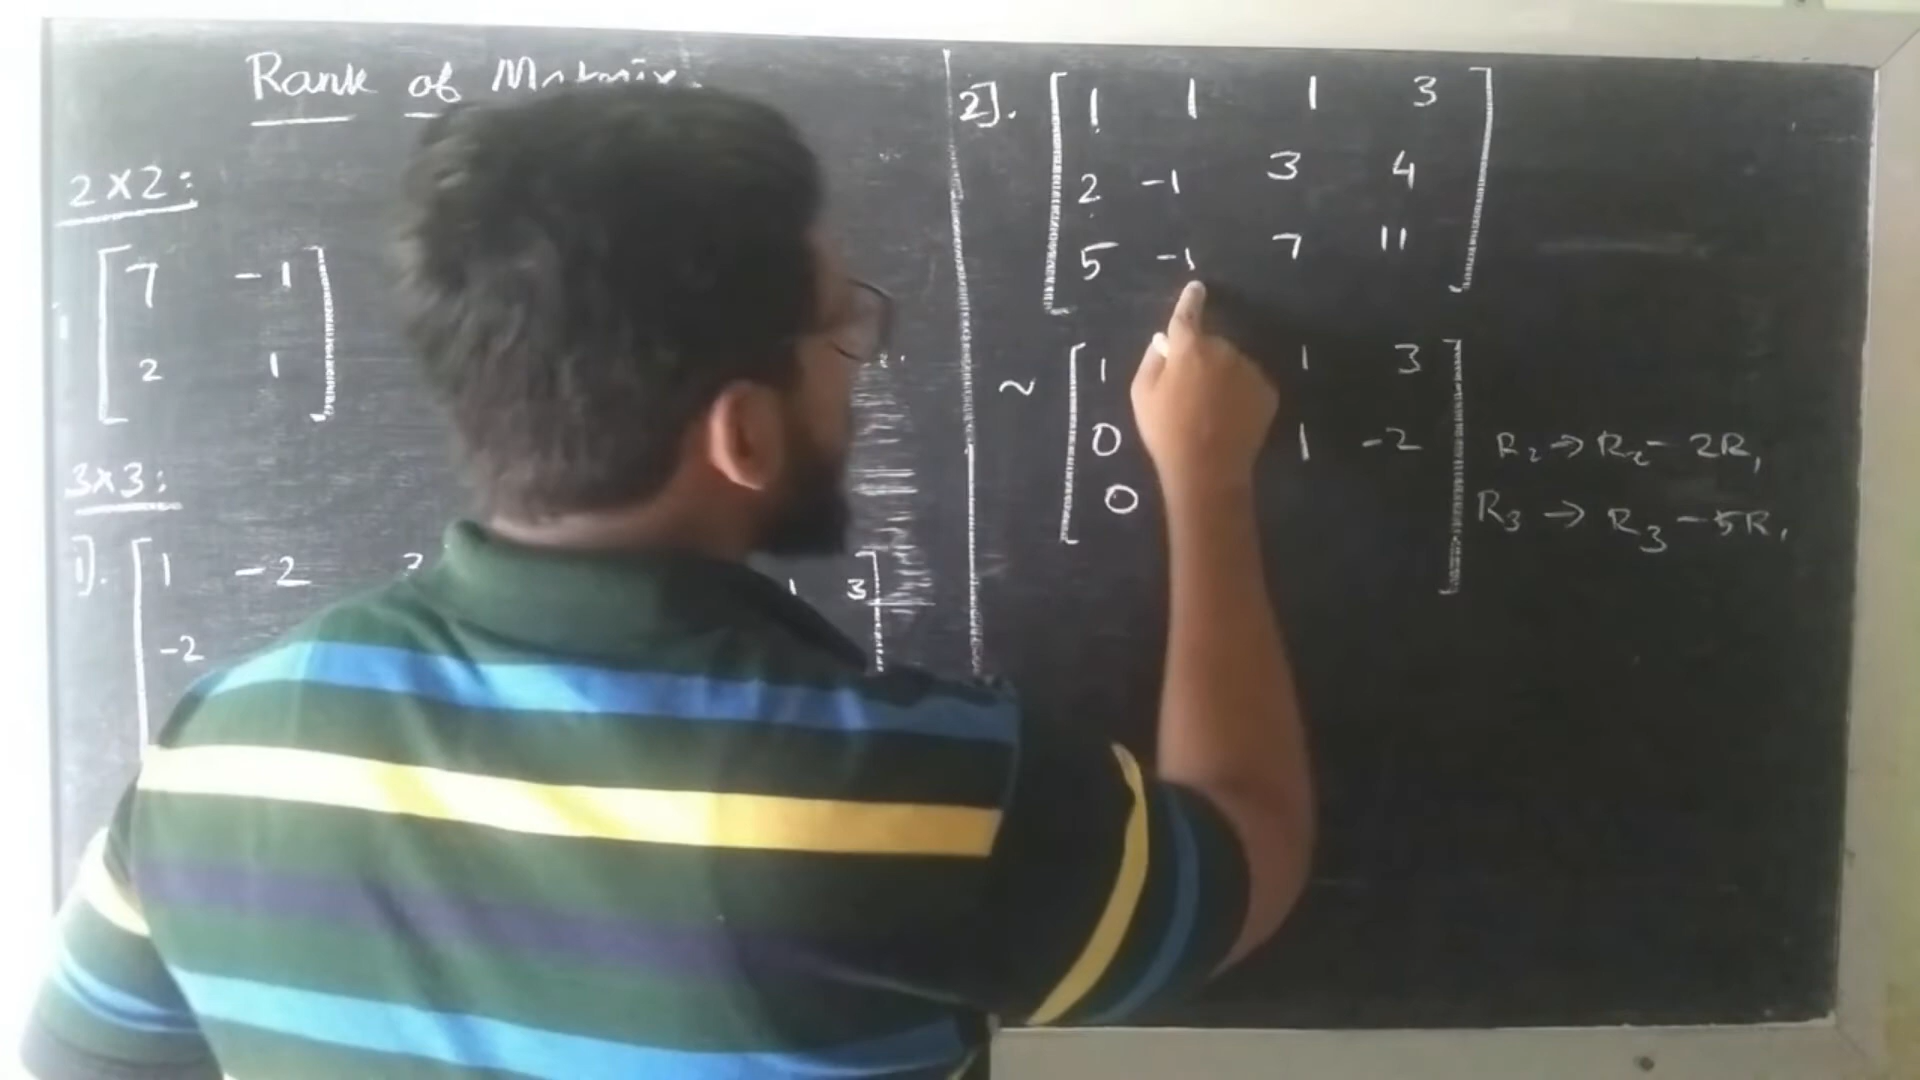 Rank of
2×2:
7 -1
2 1
3×3:
1]. 1 -2
3
-2
2]. 1 1 1 3
2 -1 3 4
5 -1 7 11
~ 1 1 3
0 1 -2 R₂ → R₂ - 2R₁
0 R₃ → R₃ - 5R₁